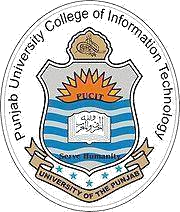 Punjab University College of Information Technology
PUCIT
Serve Humanity
UNIVERSITY OF THE PUNJAB